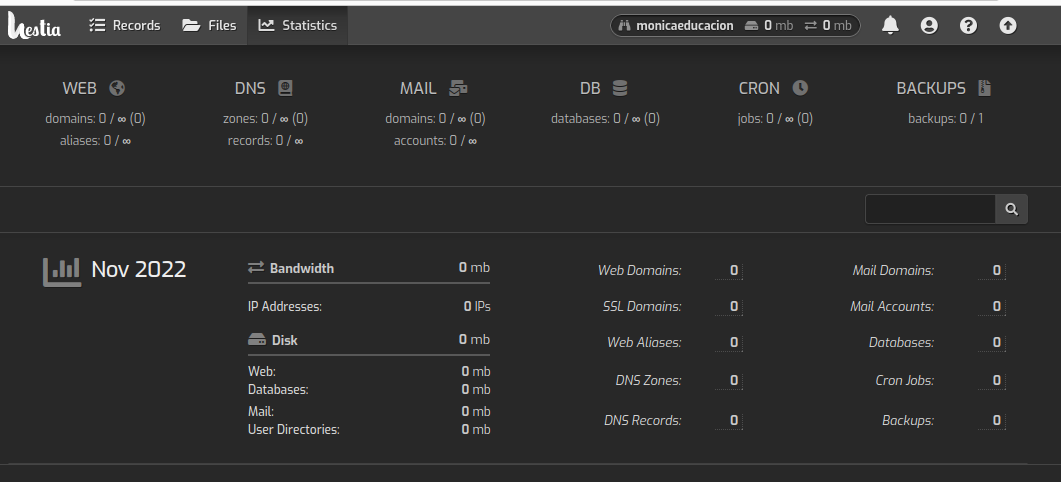 Hestia Records Files Statistics monicaeducacion 0 mb 0 mb
WEB DNS MAIL DB CRON BACKUPS
domains: 0 / ∞ (0) zones: 0 / ∞ (0) domains: 0 / ∞ (0) databases: 0 / ∞ (0) jobs: 0 / ∞ (0) backups: 0 / 1
aliases: 0 / ∞ records: 0 / ∞ accounts: 0 / ∞
Nov 2022
Bandwidth 0 mb
IP Addresses: 0 IPs
Disk 0 mb
Web: 0 mb
Databases: 0 mb
Mail: 0 mb
User Directories: 0 mb
Web Domains: 0
SSL Domains: 0
Web Aliases: 0
DNS Zones: 0
DNS Records: 0
Mail Domains: 0
Mail Accounts: 0
Databases: 0
Cron Jobs: 0
Backups: 0